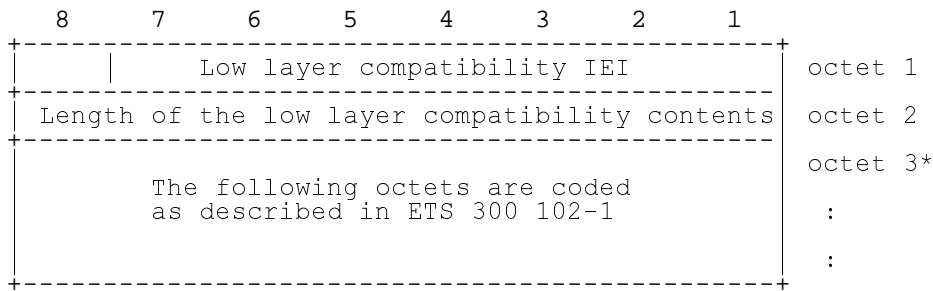 8 7 6 5 4 3 2 1
Low layer compatibility IEI octet 1
Length of the low layer compatibility contents octet 2
octet 3*
The following octets are coded
as described in ETS 300 102-1 :
: